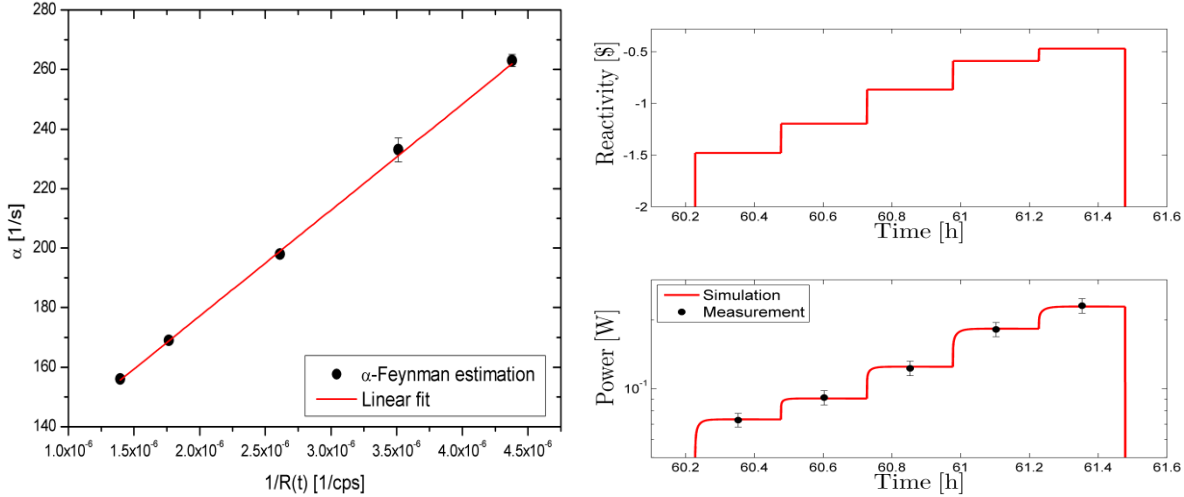 280
260
240
220
200
180
160
140
α [1/s]
1.0x10⁻⁶ 1.5x10⁻⁶ 2.0x10⁻⁶ 2.5x10⁻⁶ 3.0x10⁻⁶ 3.5x10⁻⁶ 4.0x10⁻⁶ 4.5x10⁻⁶
1/R(t) [1/cps]
α-Feynman estimation
Linear fit
-0.5
-1
-1.5
-2
Reactivity [$]
60.2 60.4 60.6 60.8 61 61.2 61.4 61.6
Time [h]
Simulation
Measurement
10⁻¹
Power [W]
60.2 60.4 60.6 60.8 61 61.2 61.4 61.6
Time [h]